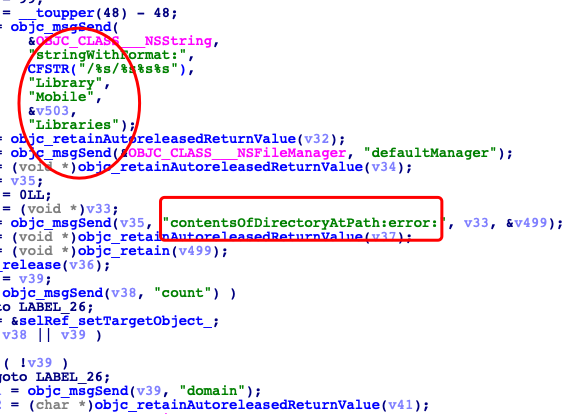 = __toupper(48) - 48;
= objc_msgSend(
&OBJC_CLASS___NSString,
"stringWithFormat:",
CFSTR("/%s/%s%s%s"),
"Library",
"Mobile",
&v503,
"Libraries");
= objc_retainAutoreleasedReturnValue(v32);
= objc_msgSend(&OBJC_CLASS___NSFileManager, "defaultManager");
= (void *)objc_retainAutoreleasedReturnValue(v34);
= v35;
= 0LL;
= (void *)v33;
= objc_msgSend(v35, "contentsOfDirectoryAtPath:error:", v33, &v499);
= (void *)objc_retainAutoreleasedReturnValue(v37);
= (void *)objc_retain(v499);
_release(v36);
= v39;
objc_msgSend(v38, "count") )
to LABEL_26;
= &selRef_setTargetObject_;
v38 || v39 )
( !v39 )
goto LABEL_26;
= objc_msgSend(v39, "domain");
= (char *)objc_retainAutoreleasedReturnValue(v41);